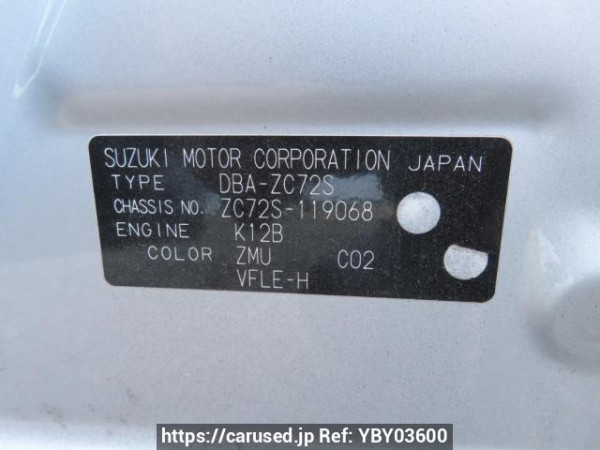 SUZUKI MOTOR CORPORATION JAPAN
TYPE DBA-ZC72S
CHASSIS NO. ZC72S-119068
ENGINE K12B
COLOR ZMU C02
VFLE-H
https://carused.jp Ref: YBY03600